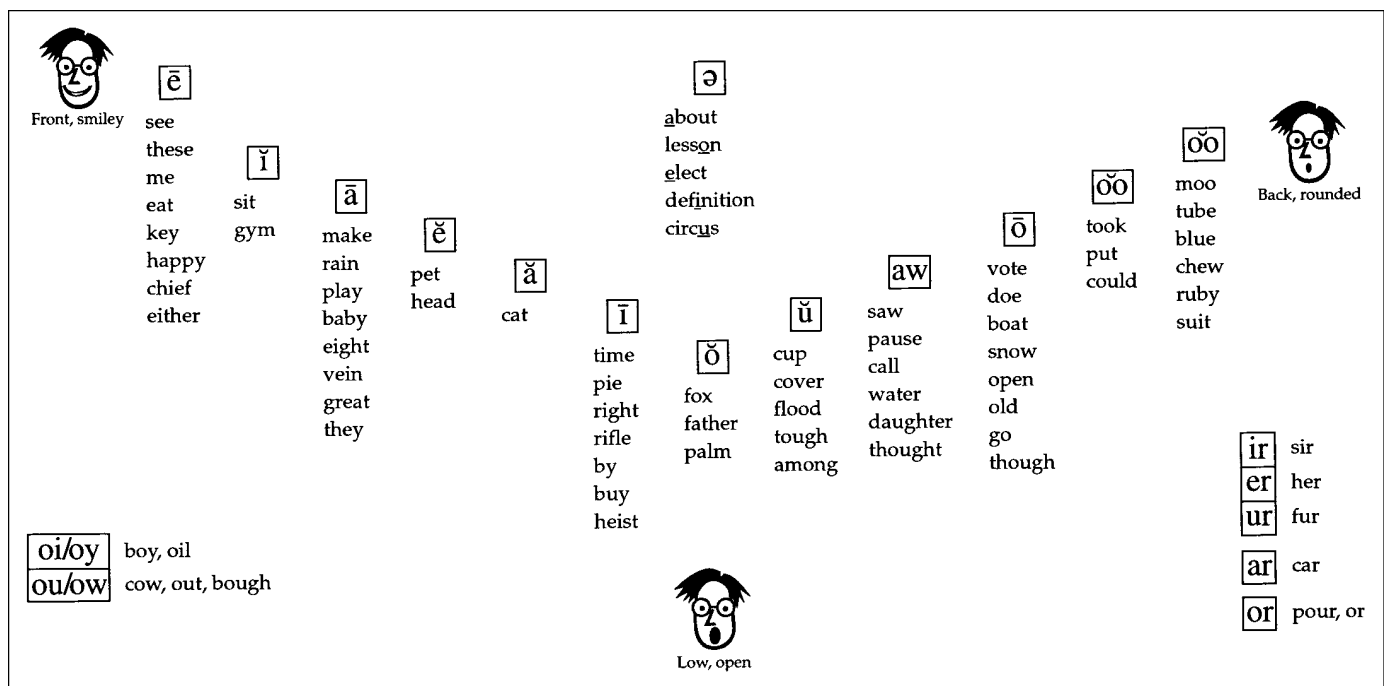 Front, smiley
ē
see
these
me
eat
key
happy
chief
either
ĭ
sit
gym
ā
make
rain
play
baby
eight
vein
great
they
ĕ
pet
head
ă
cat
ī
time
pie
right
rifle
by
buy
heist
ə
about
lesson
elect
definition
circus
ŏ
fox
father
palm
ŭ
cup
cover
flood
tough
among
aw
saw
pause
call
water
daughter
thought
ō
vote
doe
boat
snow
open
old
go
though
o͝o
took
put
could
o͝o
moo
tube
blue
chew
ruby
suit
Back, rounded
ir sir
er her
ur fur
ar car
or pour, or
oi/oy boy, oil
ou/ow cow, out, bough
Low, open